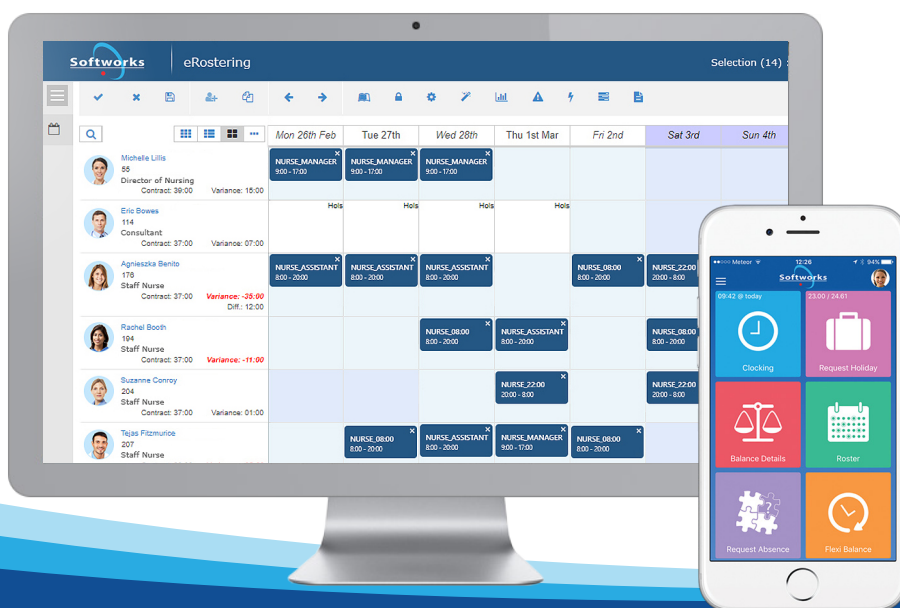 Softworks
eRostering
Selection (14)
Mon 26th Feb
Tue 27th
Wed 28th
Thu 1st Mar
Fri 2nd
Sat 3rd
Sun 4th
Michelle Lillis
Director of Nursing
Contract: 39:00 Variance: 16:00
NURSE_MANAGER NURSE_MANAGER NURSE_MANAGER
9:00 - 17:00 9:00 - 17:00 9:00 - 17:00
Eric Bowes
114
Consultant
Contract: 37:00 Variance: 07:00
Hols Hols Hols Hols
Agnieszka Benito
176
Staff Nurse
Contract: 37:00 Variance: -35:00
Diff.: 12:00
NURSE_ASSISTANT NURSE_ASSISTANT NURSE_ASSISTANT NURSE_08:00 NURSE_22:00
8:00 - 20:00 8:00 - 20:00 8:00 - 20:00 8:00 - 20:00 20:00 - 8:00
Rachel Booth
194
Staff Nurse
Contract: 37:00 Variance: -11:00
NURSE_08:00 NURSE_ASSISTANT NURSE_08:00
8:00 - 20:00 8:00 - 20:00 8:00 - 20:00
Suzanne Conroy
204
Staff Nurse
Contract: 37:00 Variance: 01:00
NURSE_22:00 NURSE_22:00
20:00 - 8:00 20:00 - 8:00
Tejas Fitzmurice
207
Staff Nurse
NURSE_08:00 NURSE_ASSISTANT NURSE_MANAGER NURSE_08:00
8:00 - 20:00 8:00 - 20:00 9:00 - 17:00 8:00 - 20:00
Meteor 12:26 94%
Softworks
09:42 @ today
23.00 / 24.61
Clocking
Request Holiday
Balance Details
Roster
Request Absence
Flexi Balance